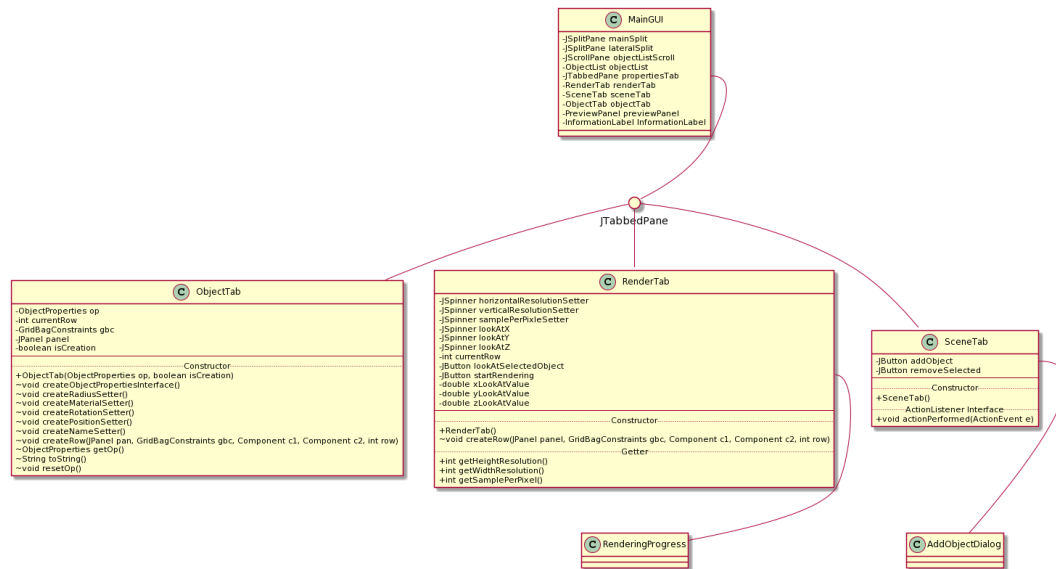 C MainGUI
-JSplitPane mainSplit
-JSplitPane lateralSplit
-JScrollPane objectListScroll
-ObjectList objectList
-JTabbedPane propertiesTab
-RenderTab renderTab
-SceneTab sceneTab
-ObjectTab objectTab
-PreviewPanel previewPanel
-InformationLabel InformationLabel
JTabbedPane
C ObjectTab
-ObjectProperties op
-int currentRow
-GridBagConstraints gbc
-JPanel panel
-boolean isCreation
Constructor
+ObjectTab(ObjectProperties op, boolean isCreation)
~void createObjectPropertiesInterface()
~void createRadiusSetter()
~void createMaterialSetter()
~void createRotationSetter()
~void createPositionSetter()
~void createNameSetter()
~void createRow(JPanel pan, GridBagConstraints gbc, Component c1, Component c2, int row)
~ObjectProperties getOp()
~String toString()
~void resetOp()
C RenderTab
-JSpinner horizontalResolutionSetter
-JSpinner verticalResolutionSetter
-JSpinner samplePerPixleSetter
-JSpinner lookAtX
-JSpinner lookAtY
-JSpinner lookAtZ
-int currentRow
-JButton lookAtSelectedObject
-JButton startRendering
-double xLookAtValue
-double yLookAtValue
-double zLookAtValue
Constructor
+RenderTab()
~void createRow(JPanel panel, GridBagConstraints gbc, Component c1, Component c2, int row)
Getter
+int getHeightResolution()
+int getWidthResolution()
+int getSamplePerPixel()
C SceneTab
-JButton addObject
-JButton removeSelected
Constructor
+SceneTab()
ActionListener Interface
+void actionPerformed(ActionEvent e)
C RenderingProgress
C AddObjectDialog